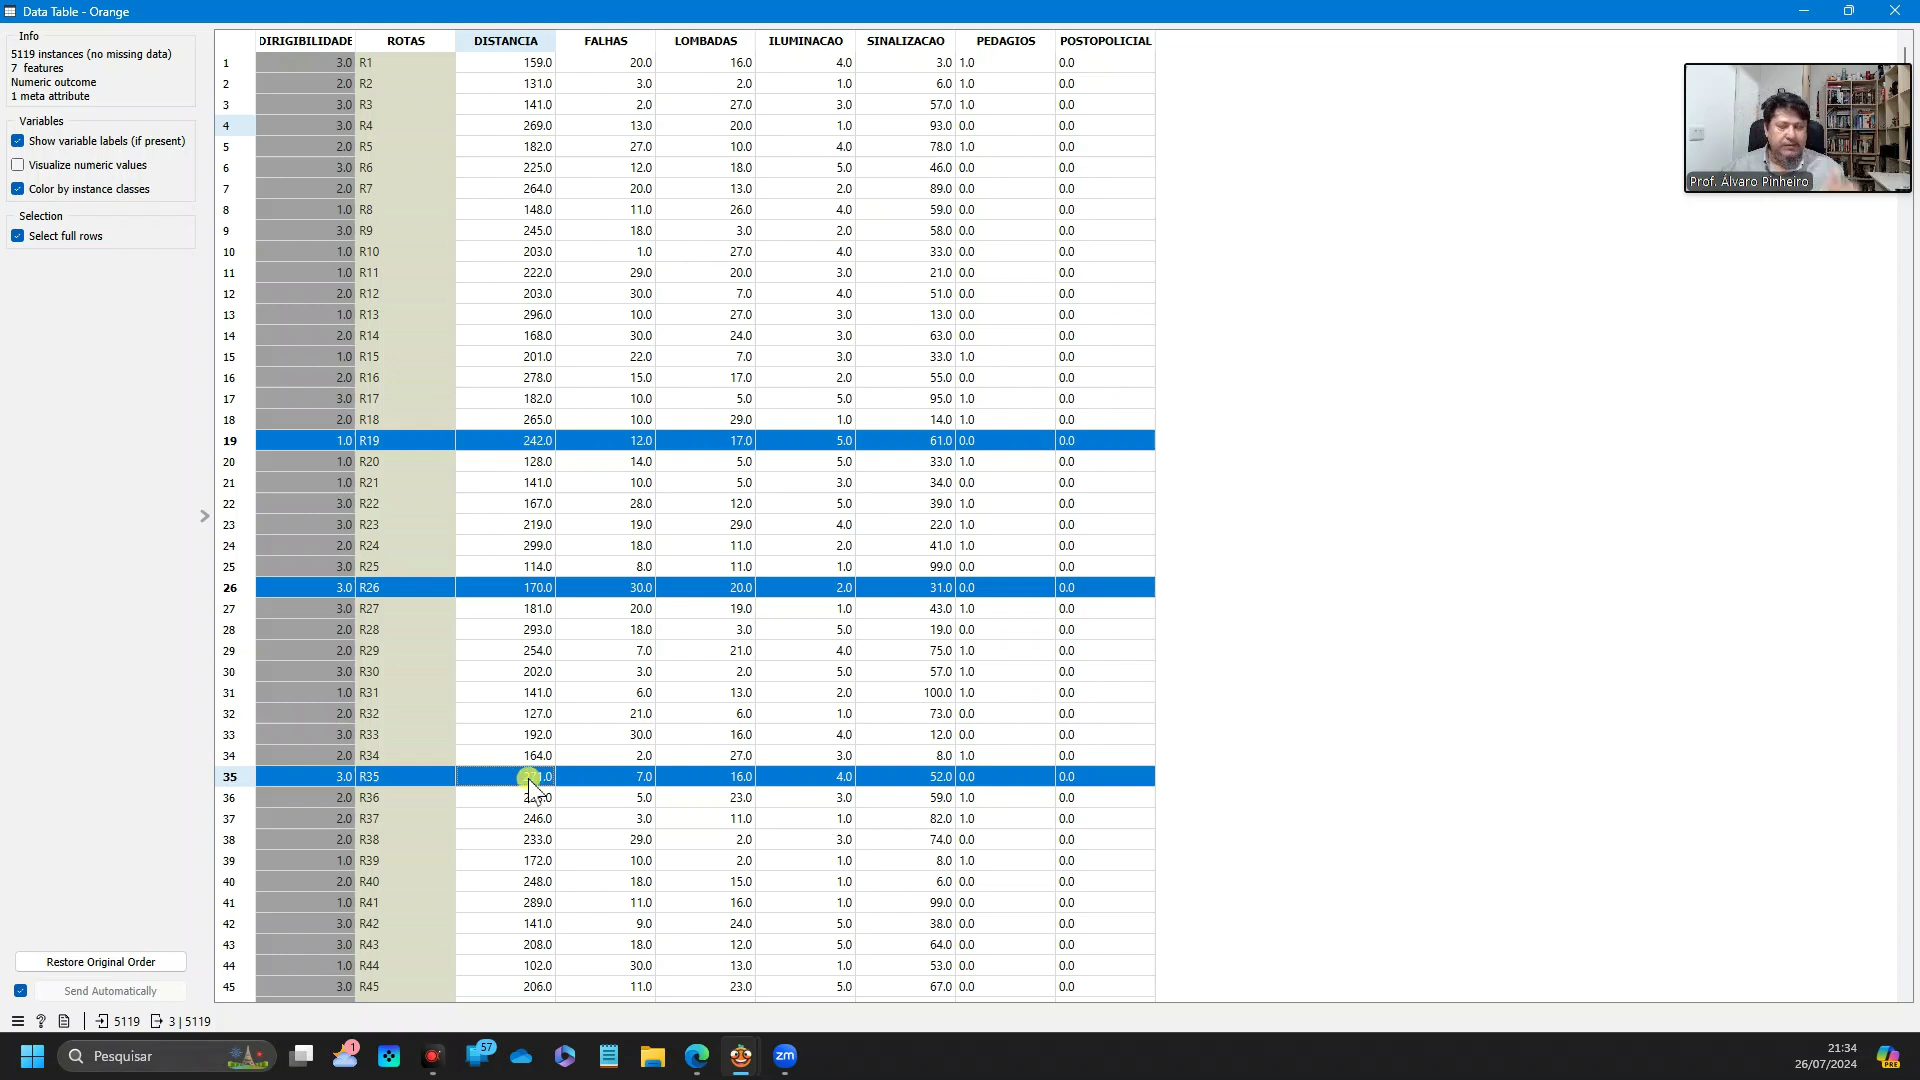 Data Table - Orange
Info
5119 instances (no missing data)
7 features
Numeric outcome
1 meta attribute
Variables
Show variable labels (if present)
Visualize numeric values
Color by instance classes
Selection
Select full rows
DIRIGIBILIDADE ROTAS DISTANCIA FALHAS LOMBADAS ILUMINACAO SINALIZACAO PEDAGIOS POSTOPOLICIAL
1 3.0 R1 159.0 20.0 16.0 4.0 3.0 1.0 0.0
2 2.0 R2 131.0 3.0 2.0 1.0 6.0 1.0 0.0
3 3.0 R3 141.0 2.0 27.0 3.0 57.0 1.0 0.0
4 3.0 R4 269.0 13.0 20.0 1.0 93.0 0.0 0.0
5 2.0 R5 182.0 27.0 10.0 4.0 78.0 1.0 0.0
6 3.0 R6 225.0 12.0 18.0 5.0 46.0 0.0 0.0
7 2.0 R7 264.0 20.0 13.0 2.0 89.0 0.0 0.0
8 1.0 R8 148.0 11.0 26.0 4.0 59.0 0.0 0.0
9 3.0 R9 245.0 18.0 3.0 2.0 58.0 0.0 0.0
10 1.0 R10 203.0 1.0 27.0 4.0 33.0 0.0 0.0
11 1.0 R11 222.0 29.0 20.0 3.0 21.0 0.0 0.0
12 2.0 R12 203.0 30.0 7.0 4.0 51.0 0.0 0.0
13 1.0 R13 296.0 10.0 27.0 3.0 13.0 0.0 0.0
14 2.0 R14 168.0 30.0 24.0 3.0 63.0 0.0 0.0
15 1.0 R15 201.0 22.0 7.0 3.0 33.0 1.0 0.0
16 2.0 R16 278.0 15.0 17.0 2.0 55.0 0.0 0.0
17 3.0 R17 182.0 10.0 5.0 5.0 95.0 1.0 0.0
18 2.0 R18 265.0 10.0 29.0 1.0 14.0 1.0 0.0
19 1.0 R19 242.0 12.0 17.0 5.0 61.0 0.0 0.0
20 1.0 R20 128.0 14.0 5.0 5.0 33.0 1.0 0.0
21 1.0 R21 141.0 10.0 5.0 3.0 34.0 0.0 0.0
22 3.0 R22 167.0 28.0 12.0 5.0 39.0 1.0 0.0
23 3.0 R23 219.0 19.0 29.0 4.0 22.0 1.0 0.0
24 2.0 R24 299.0 18.0 11.0 2.0 41.0 1.0 0.0
25 3.0 R25 114.0 8.0 11.0 1.0 99.0 0.0 0.0
26 3.0 R26 170.0 30.0 20.0 2.0 31.0 0.0 0.0
27 3.0 R27 181.0 20.0 19.0 1.0 43.0 1.0 0.0
28 2.0 R28 293.0 18.0 3.0 5.0 19.0 0.0 0.0
29 2.0 R29 254.0 7.0 21.0 4.0 75.0 1.0 0.0
30 3.0 R30 202.0 3.0 2.0 5.0 57.0 1.0 0.0
31 1.0 R31 141.0 6.0 13.0 2.0 100.0 1.0 0.0
32 2.0 R32 127.0 21.0 6.0 1.0 73.0 0.0 0.0
33 3.0 R33 192.0 30.0 16.0 4.0 12.0 0.0 0.0
34 2.0 R34 164.0 2.0 27.0 3.0 8.0 1.0 0.0
35 3.0 R35 7.0 16.0 4.0 52.0 0.0 0.0
36 2.0 R36 5.0 23.0 3.0 59.0 1.0 0.0
37 2.0 R37 246.0 3.0 11.0 1.0 82.0 1.0 0.0
38 2.0 R38 233.0 29.0 2.0 3.0 74.0 0.0 0.0
39 1.0 R39 172.0 10.0 2.0 1.0 8.0 1.0 0.0
40 2.0 R40 248.0 18.0 15.0 1.0 6.0 0.0 0.0
41 1.0 R41 289.0 11.0 16.0 1.0 99.0 0.0 0.0
42 3.0 R42 141.0 9.0 24.0 5.0 38.0 0.0 0.0
43 3.0 R43 208.0 18.0 12.0 5.0 64.0 0.0 0.0
44 1.0 R44 102.0 30.0 13.0 1.0 53.0 0.0 0.0
45 3.0 R45 206.0 11.0 23.0 5.0 67.0 0.0 0.0
Prof. Álvaro Pinheiro
Restore Original Order
Send Automatically
5119 3 | 5119
Pesquisar
1
57
zm
21:34
26/07/2024
PRE